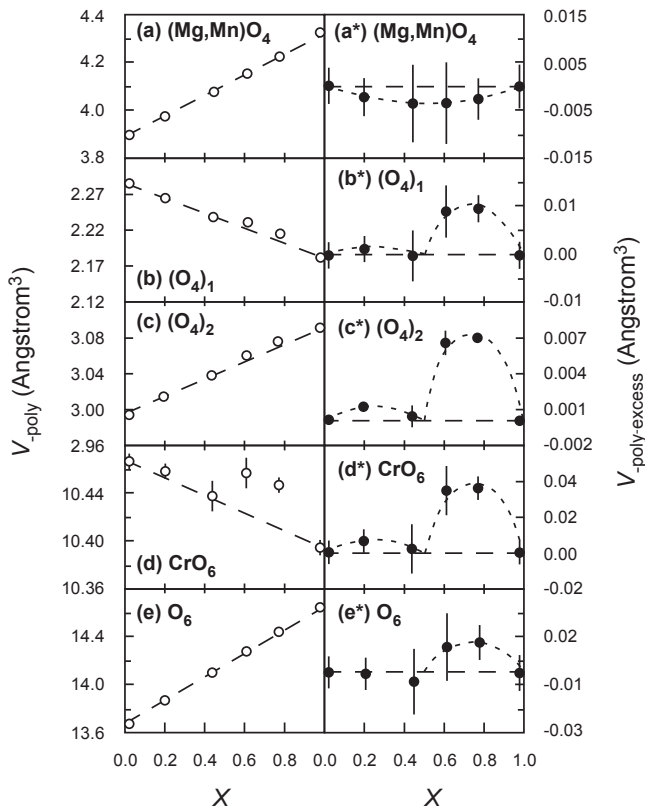 (a) (Mg,Mn)O4
4.4
4.2
4.0
3.8
(a*) (Mg,Mn)O4
0.015
0.005
-0.005
-0.015
2.27
2.22
2.17
2.12
(b) (O4)1
(b*) (O4)1
0.01
0.00
-0.01
(c) (O4)2
3.08
3.04
3.00
2.96
(c*) (O4)2
0.007
0.004
0.001
-0.002
10.44
10.40
10.36
(d) CrO6
(d*) CrO6
0.04
0.02
0.00
-0.02
(e) O6
14.4
14.0
13.6
(e*) O6
0.02
-0.01
-0.03
V-poly (Angstrom³)
V-poly-excess (Angstrom³)
0.0 0.2 0.4 0.6 0.8 0.0 0.2 0.4 0.6 0.8 1.0
X X